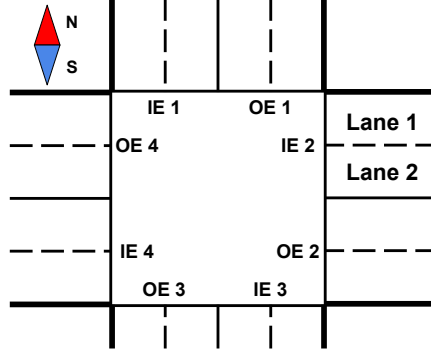 N
S
IE 1
OE 1
Lane 1
OE 4
IE 2
Lane 2
IE 4
OE 2
OE 3
IE 3